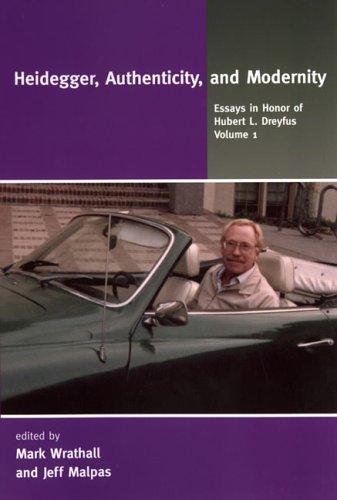 Heidegger, Authenticity, and Modernity
Essays in Honor of
Hubert L. Dreyfus
Volume 1
edited by
Mark Wrathall
and Jeff Malpas